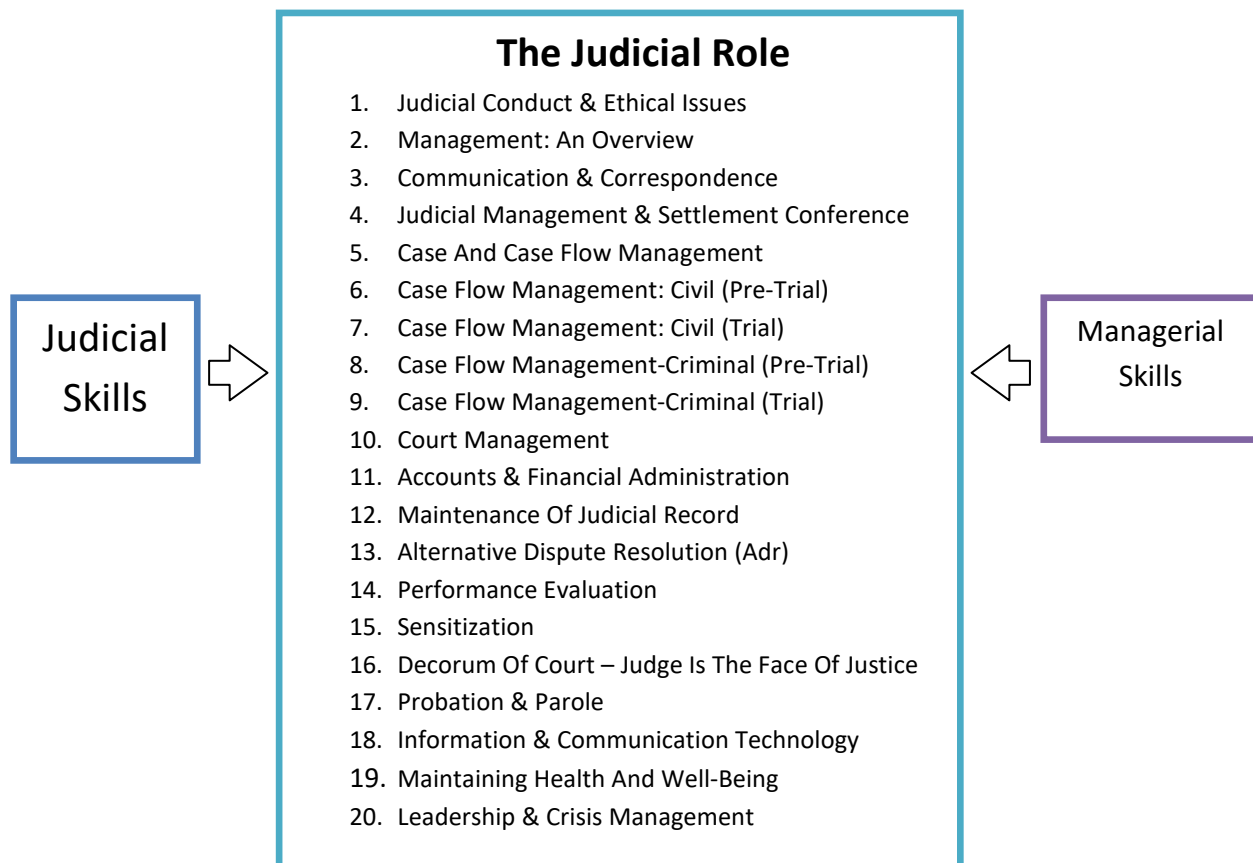 The Judicial Role
1. Judicial Conduct & Ethical Issues
2. Management: An Overview
3. Communication & Correspondence
4. Judicial Management & Settlement Conference
5. Case And Case Flow Management
6. Case Flow Management: Civil (Pre-Trial)
7. Case Flow Management: Civil (Trial)
8. Case Flow Management-Criminal (Pre-Trial)
9. Case Flow Management-Criminal (Trial)
10. Court Management
11. Accounts & Financial Administration
12. Maintenance Of Judicial Record
13. Alternative Dispute Resolution (Adr)
14. Performance Evaluation
15. Sensitization
16. Decorum Of Court – Judge Is The Face Of Justice
17. Probation & Parole
18. Information & Communication Technology
19. Maintaining Health And Well-Being
20. Leadership & Crisis Management
Judicial
Skills
Managerial
Skills